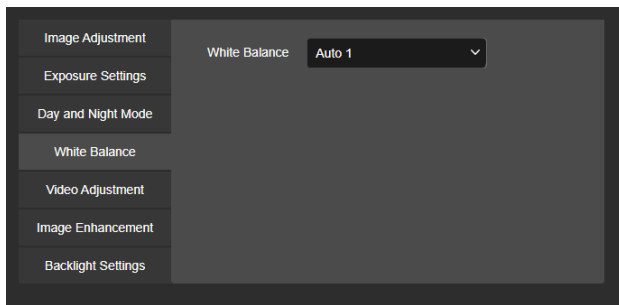 Image Adjustment
White Balance
Auto 1
Exposure Settings
Day and Night Mode
White Balance
Video Adjustment
Image Enhancement
Backlight Settings